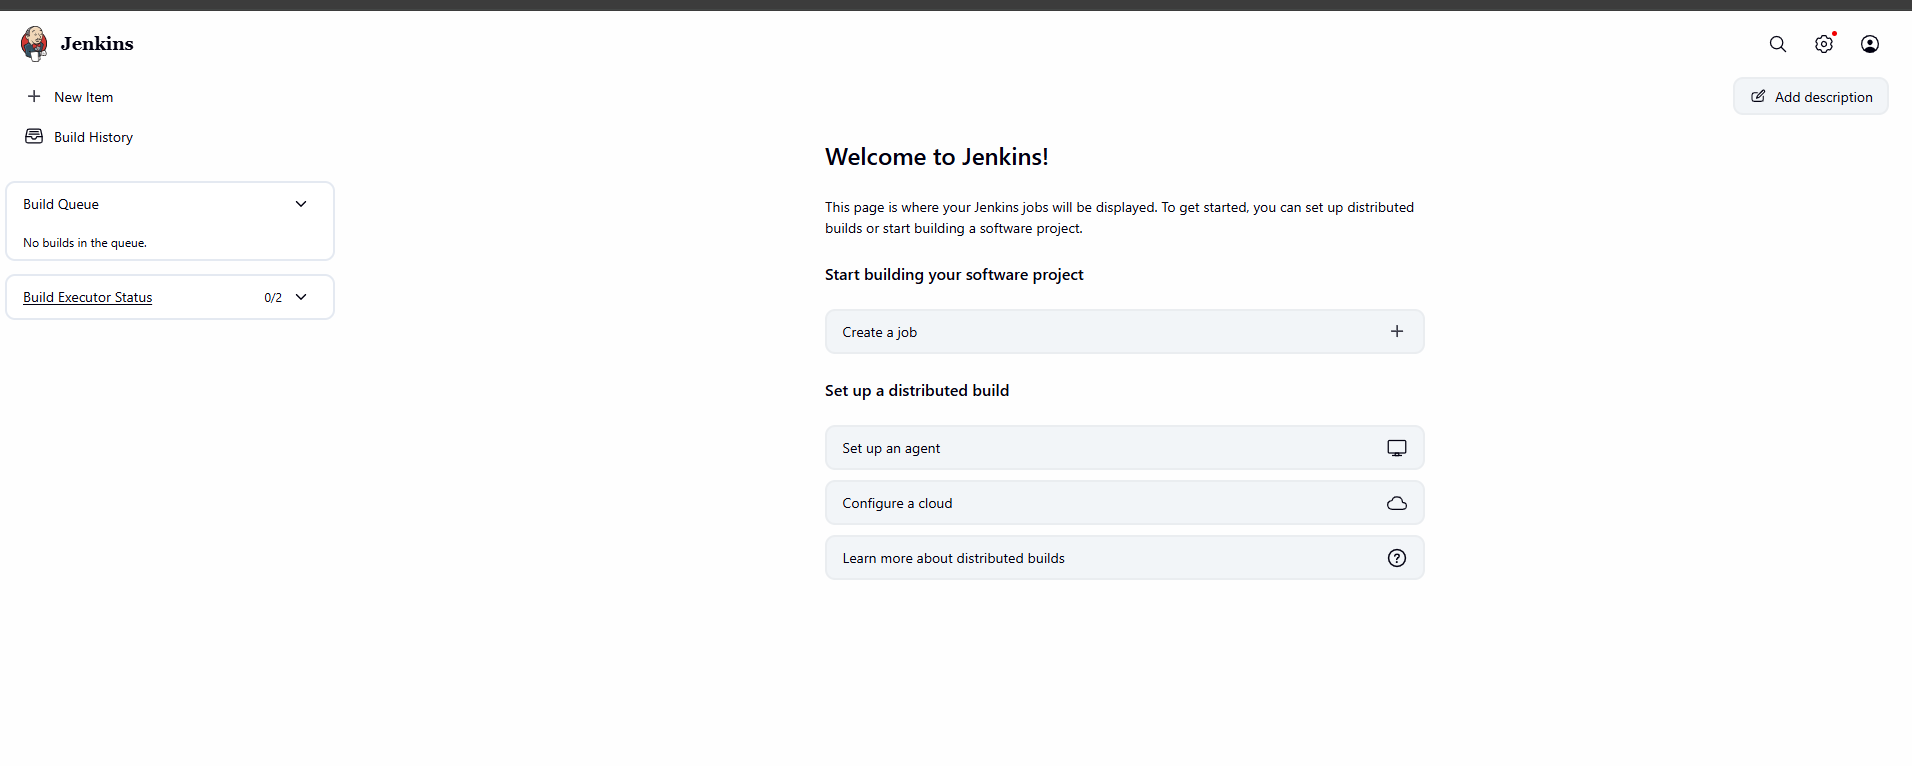 Jenkins
New Item
Add description
Build History
Welcome to Jenkins!
Build Queue
No builds in the queue.
This page is where your Jenkins jobs will be displayed. To get started, you can set up distributed
builds or start building a software project.
Start building your software project
Build Executor Status 0/2
Create a job
Set up a distributed build
Set up an agent
Configure a cloud
Learn more about distributed builds